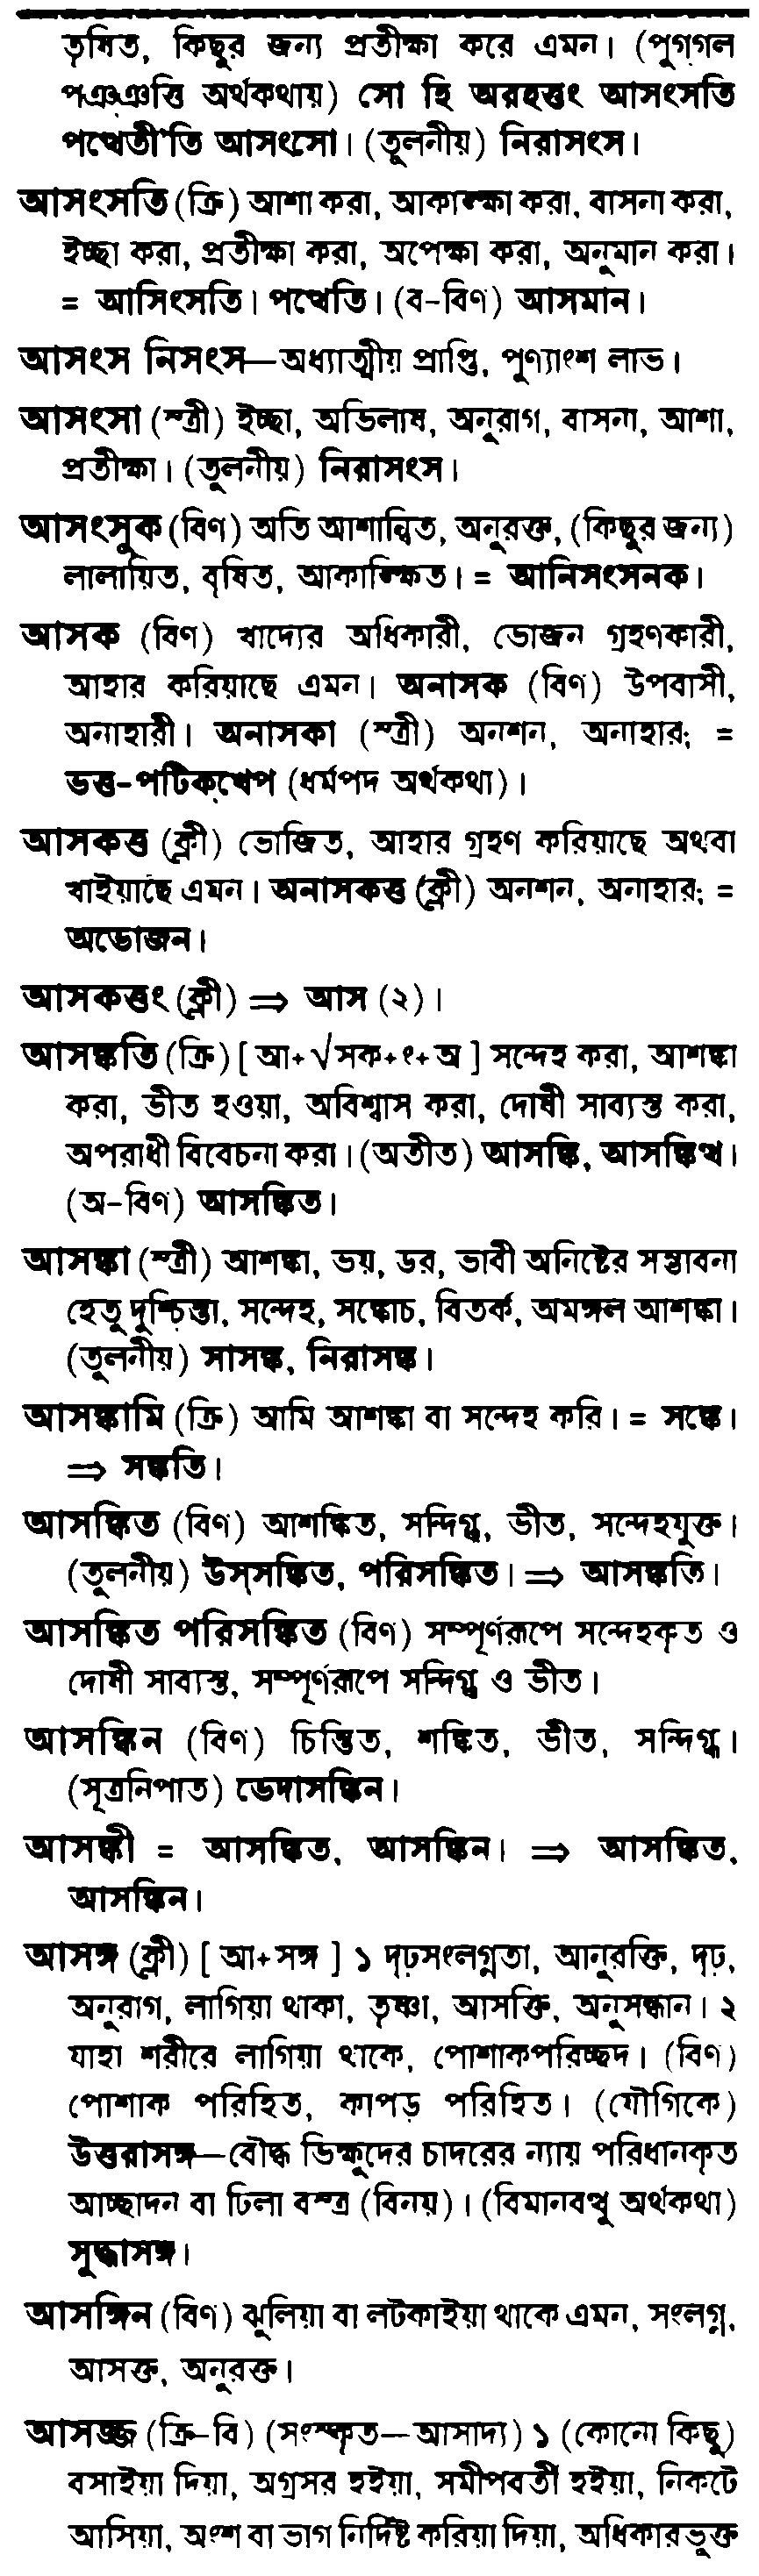 তৃষিত, কিছুর জন্য প্রতীক্ষা করে এমন। (পুগ্গল
পঞ্ঞত্তি অর্থকথায়) সো হি অরহত্তং আসংসতি
পত্থেতী'তি আসংসো। (তুলনীয়) নিরাসংস।
আসংসতি (ক্রি) আশা করা, আকাঙ্ক্ষা করা, বাসনা করা,
ইচ্ছা করা, প্রতীক্ষা করা, অপেক্ষা করা, অনুমান করা।
= আসিংসতি। পত্থেতি। (ব-বিণ) আসমান।
আসংস নিসংস—অধ্যাত্মীয় প্রাপ্তি, পুণ্যাংশ লাভ।
আসংসা (স্ত্রী) ইচ্ছা, অভিলাষ, অনুরাগ, বাসনা, আশা,
প্রতীক্ষা। (তুলনীয়) নিরাসংস।
আসংসুক (বিণ) অতি আশান্বিত, অনুরক্ত, (কিছুর জন্য)
লালায়িত, বৃষিত, আকাঙ্ক্ষিত। = আনিসংসনক।
আসক (বিণ) খাদ্যের অধিকারী, ভোজন গ্রহণকারী,
আহার করিয়াছে এমন। অনাসক (বিণ) উপবাসী,
অনাহারী। অনাসকা (স্ত্রী) অনশন, অনাহার; =
ভত্ত-পটিক্খেপ (ধর্মপদ অর্থকথা)।
আসকত্ত (ক্লী) ভোজিত, আহার গ্রহণ করিয়াছে অথবা
খাইয়াছে এমন। অনাসকত্ত (ক্লী) অনশন, অনাহার; =
অভোজন।
আসকত্তং (ক্লী) ⇒ আস (২)।
আসঙ্কতি (ক্রি) [ আ+√সক+ং+অ ] সন্দেহ করা, আশঙ্কা
করা, ভীত হওয়া, অবিশ্বাস করা, দোষী সাব্যস্ত করা,
অপরাধী বিবেচনা করা। (অতীত) আসঙ্কি, আসঙ্কিত্থ।
(অ-বিণ) আসঙ্কিত।
আসঙ্কা (স্ত্রী) আশঙ্কা, ভয়, ডর, ভাবী অনিষ্টের সম্ভাবনা
হেতু দুশ্চিন্তা, সন্দেহ, সঙ্কোচ, বিতর্ক, অমঙ্গল আশঙ্কা।
(তুলনীয়) সাসঙ্ক, নিরাসঙ্ক।
আসঙ্কামি (ক্রি) আমি আশঙ্কা বা সন্দেহ করি। = সঙ্কে।
⇒ সঙ্কতি।
আসঙ্কিত (বিণ) আশঙ্কিত, সন্দিগ্ধ, ভীত, সন্দেহযুক্ত।
(তুলনীয়) উস্সঙ্কিত, পরিসঙ্কিত। ⇒ আসঙ্কতি।
আসঙ্কিত পরিসঙ্কিত (বিণ) সম্পূর্ণরূপে সন্দেহকৃত ও
দোষী সাব্যস্ত, সম্পূর্ণরূপে সন্দিগ্ধ ও ভীত।
আসঙ্কিন (বিণ) চিন্তিত, শঙ্কিত, ভীত, সন্দিগ্ধ।
(সূত্রনিপাত) ভেদাসঙ্কিন।
আসঙ্কী = আসঙ্কিত, আসঙ্কিন। ⇒ আসঙ্কিত,
আসঙ্কিন।
আসঙ্গ (ক্লী) [ আ+সঙ্গ ] ১ দৃঢ়সংলগ্নতা, আনুরক্তি, দৃঢ়,
অনুরাগ, লাগিয়া থাকা, তৃষ্ণা, আসক্তি, অনুসন্ধান। ২
যাহা শরীরে লাগিয়া থাকে, পোশাকপরিচ্ছদ। (বিণ)
পোশাক পরিহিত, কাপড় পরিহিত। (যৌগিকে)
উত্তরাসঙ্গ—বৌদ্ধ ভিক্ষুদের চাদরের ন্যায় পরিধানকৃত
আচ্ছাদন বা ঢিলা বস্ত্র (বিনয়)। (বিমানবত্থু অর্থকথা)
সুদ্ধাসঙ্গ।
আসঙ্গিন (বিণ) ঝুলিয়া বা লটকাইয়া থাকে এমন, সংলগ্ন,
আসক্ত, অনুরক্ত।
আসজ্জ (ক্রি-বি) (সংস্কৃত—আসাদ্য) ১ (কোনো কিছু)
বসাইয়া দিয়া, অগ্রসর হইয়া, সমীপবর্তী হইয়া, নিকটে
আসিয়া, অংশ বা ভাগ নির্দিষ্ট করিয়া দিয়া, অধিকারভুক্ত